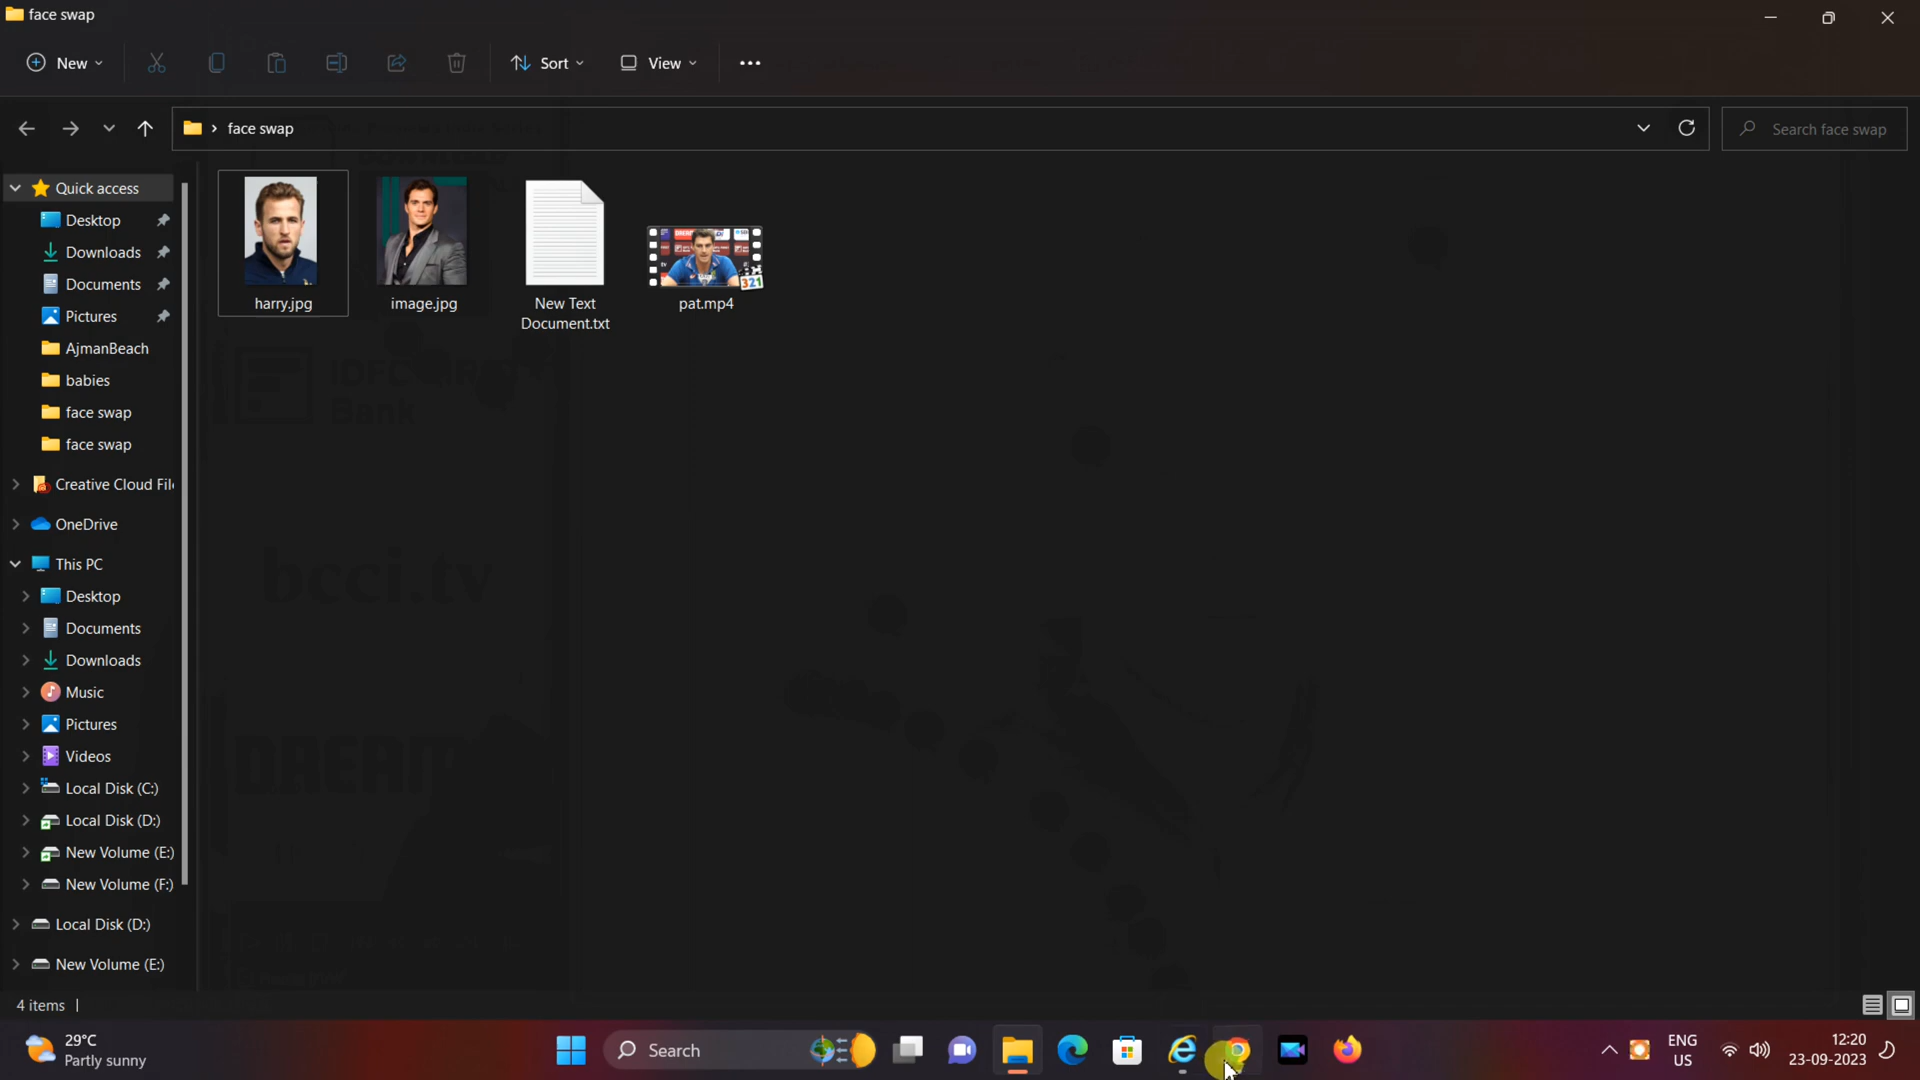 face swap
New
Sort
View
face swap
Search face swap
Quick access
Desktop
Downloads
Documents
Pictures
AjmanBeach
babies
face swap
face swap
Creative Cloud Fil
OneDrive
This PC
Desktop
Documents
Downloads
Music
Pictures
Videos
Local Disk (C:)
Local Disk (D:)
New Volume (E:)
New Volume (F:)
Local Disk (D:)
New Volume (E:)
harry.jpg
image.jpg
New Text
Document.txt
pat.mp4
321
IDFC
Bank
bcci.tv
DREAM
4 items
29°C
Partly sunny
Search
ENG
US
12:20
23-09-2023